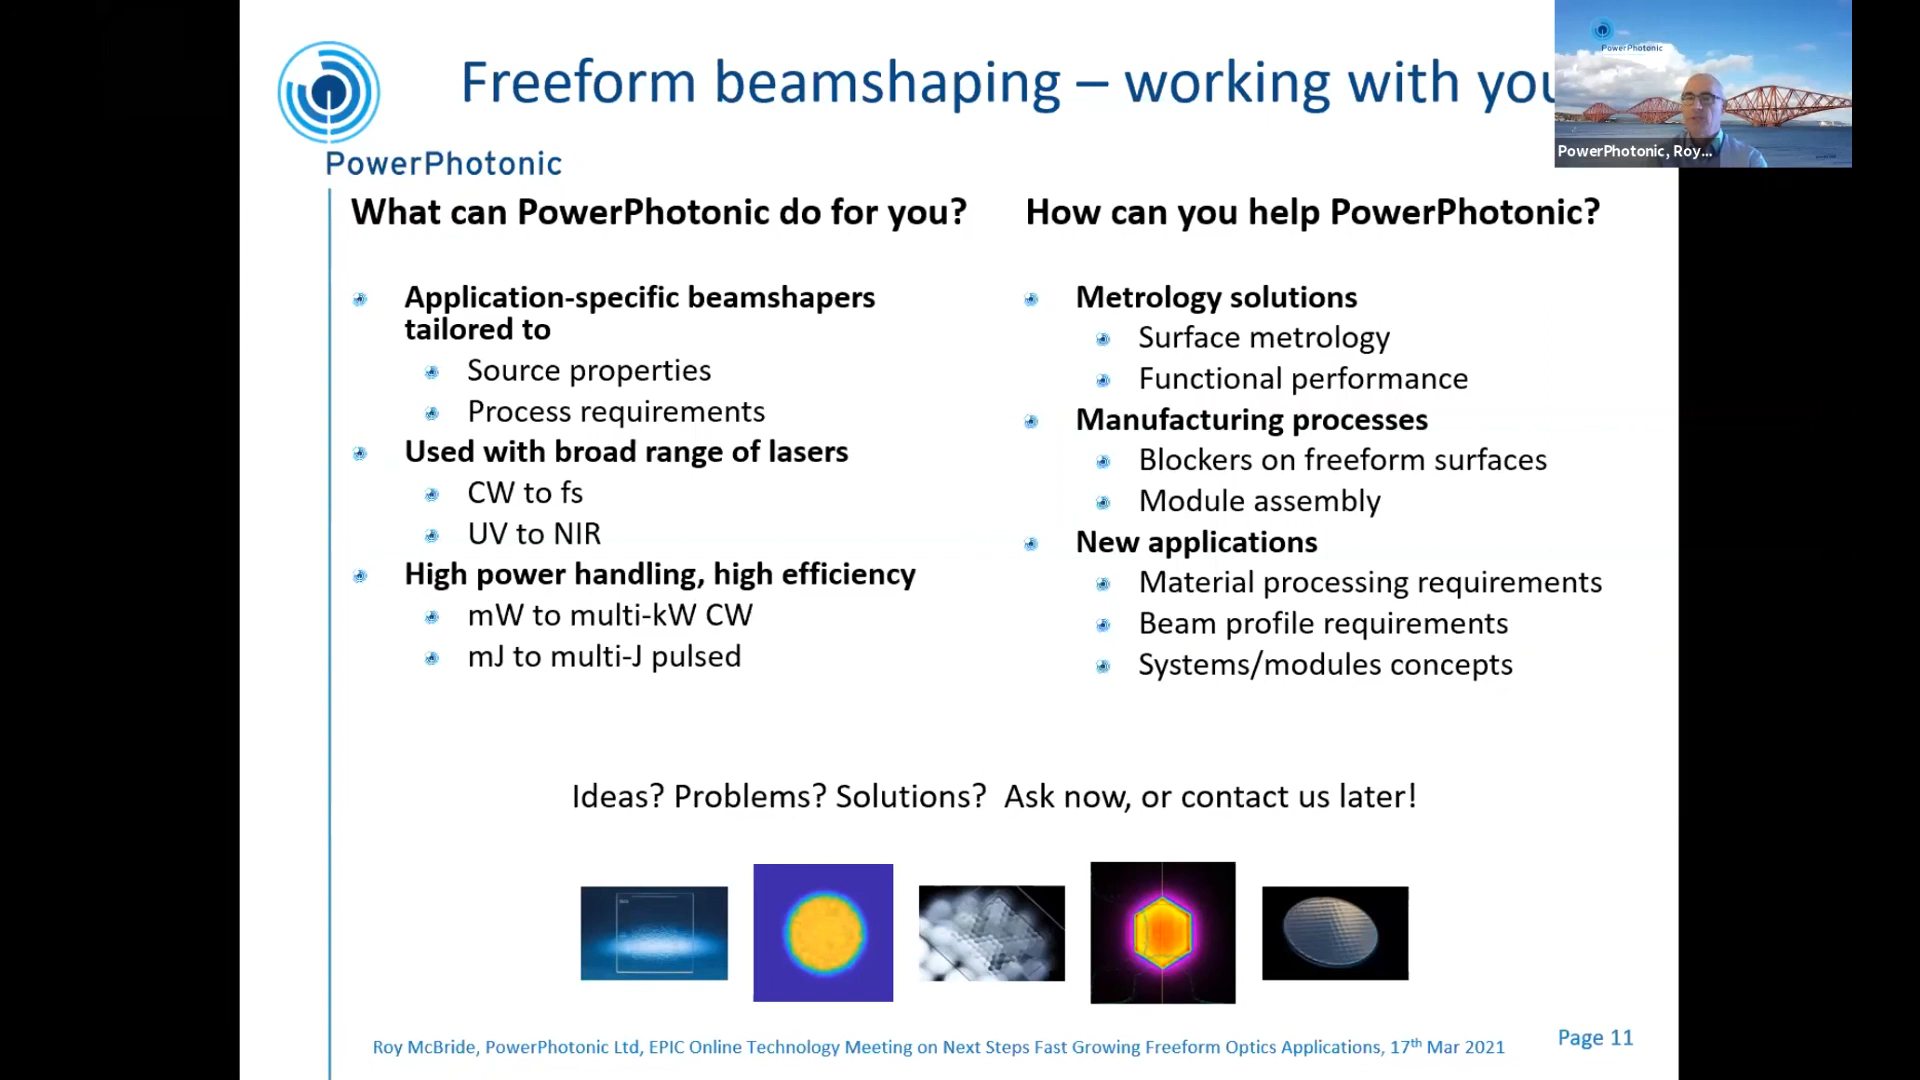 Freeform beamshaping – working with you
PowerPhotonic
PowerPhotonic
PowerPhotonic, Roy...
What can PowerPhotonic do for you?
Application-specific beamshapers
tailored to
Source properties
Process requirements
Used with broad range of lasers
CW to fs
UV to NIR
High power handling, high efficiency
mW to multi-kW CW
mJ to multi-J pulsed
How can you help PowerPhotonic?
Metrology solutions
Surface metrology
Functional performance
Manufacturing processes
Blockers on freeform surfaces
Module assembly
New applications
Material processing requirements
Beam profile requirements
Systems/modules concepts
Ideas? Problems? Solutions?  Ask now, or contact us later!
Roy McBride, PowerPhotonic Ltd, EPIC Online Technology Meeting on Next Steps Fast Growing Freeform Optics Applications, 17th Mar 2021
Page 11